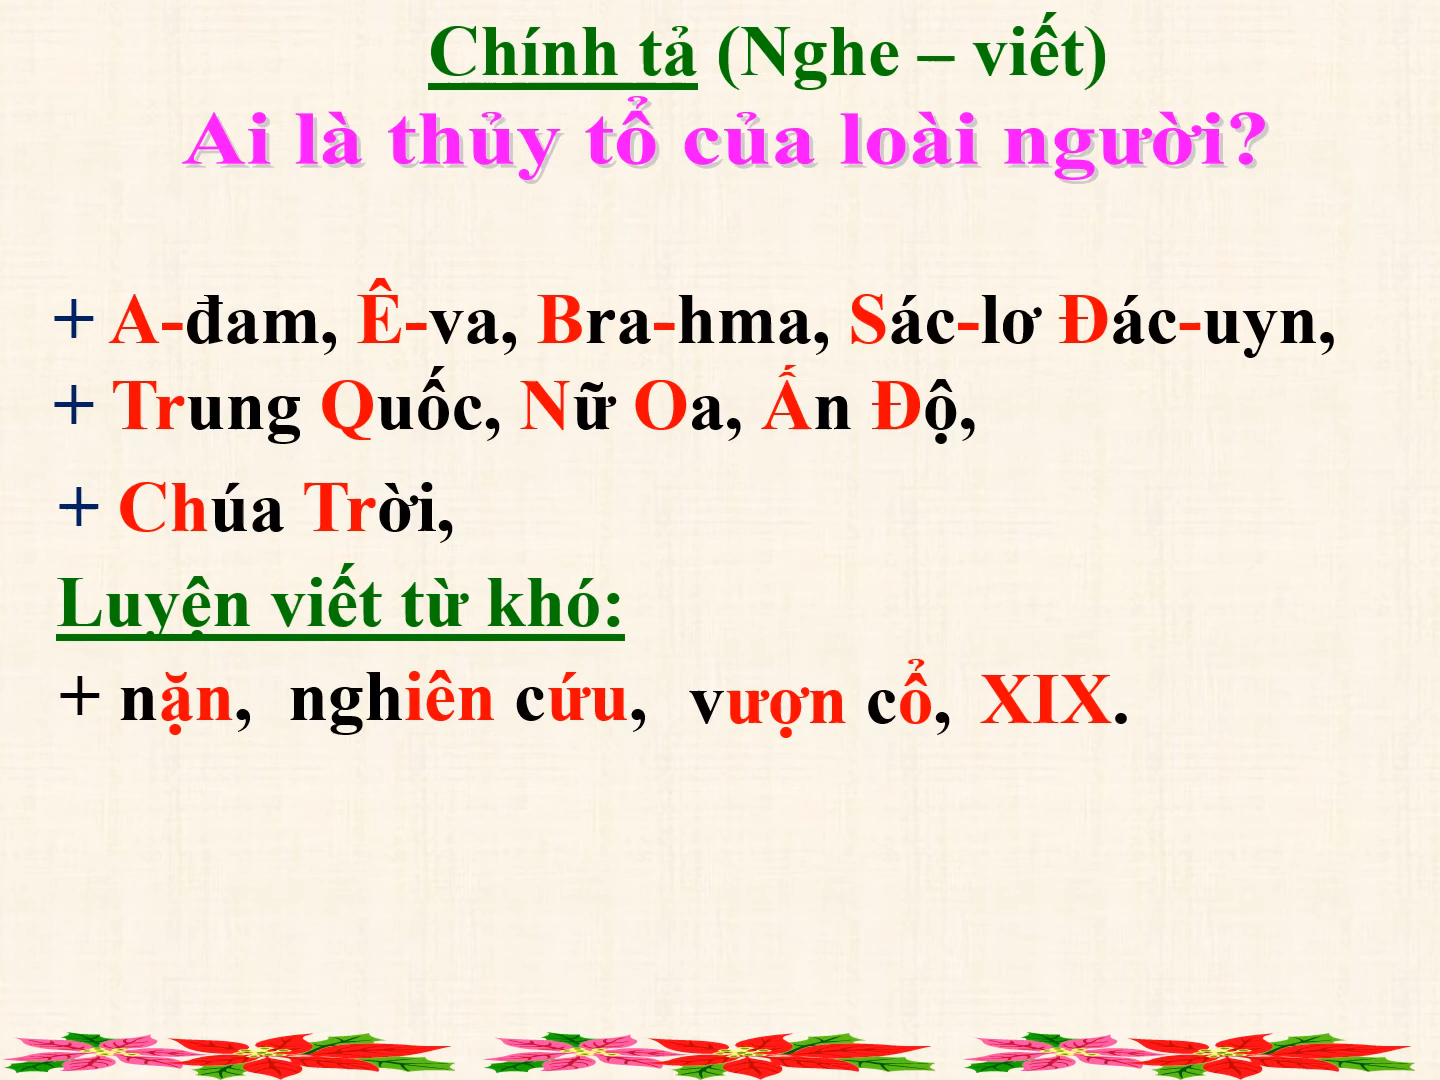 Chính tả (Nghe – viết)
Ai là thủy tổ của loài người?
+ A-đam, Ê-va, Bra-hma, Sác-lơ Đác-uyn,
+ Trung Quốc, Nữ Oa, Ấn Độ,
+ Chúa Trời,
Luyện viết từ khó:
+ nặn, nghiên cứu, vượn cổ, XIX.